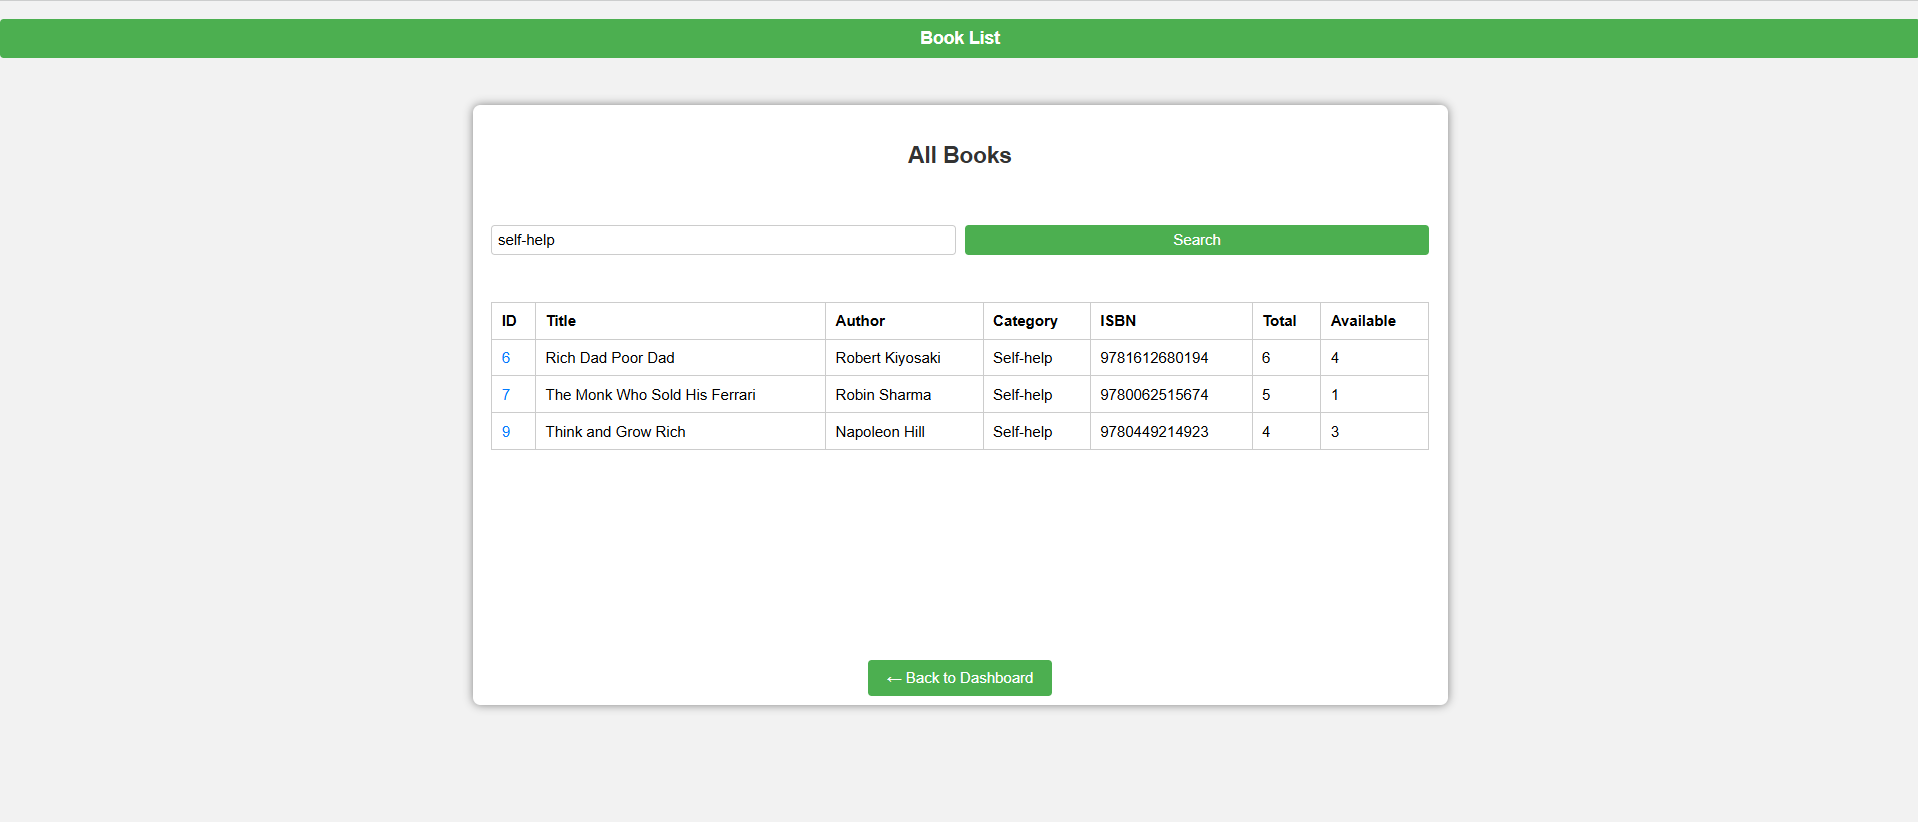 Book List
All Books
self-help
Search
ID Title Author Category ISBN Total Available
6 Rich Dad Poor Dad Robert Kiyosaki Self-help 9781612680194 6 4
7 The Monk Who Sold His Ferrari Robin Sharma Self-help 9780062515674 5 1
9 Think and Grow Rich Napoleon Hill Self-help 9780449214923 4 3
← Back to Dashboard